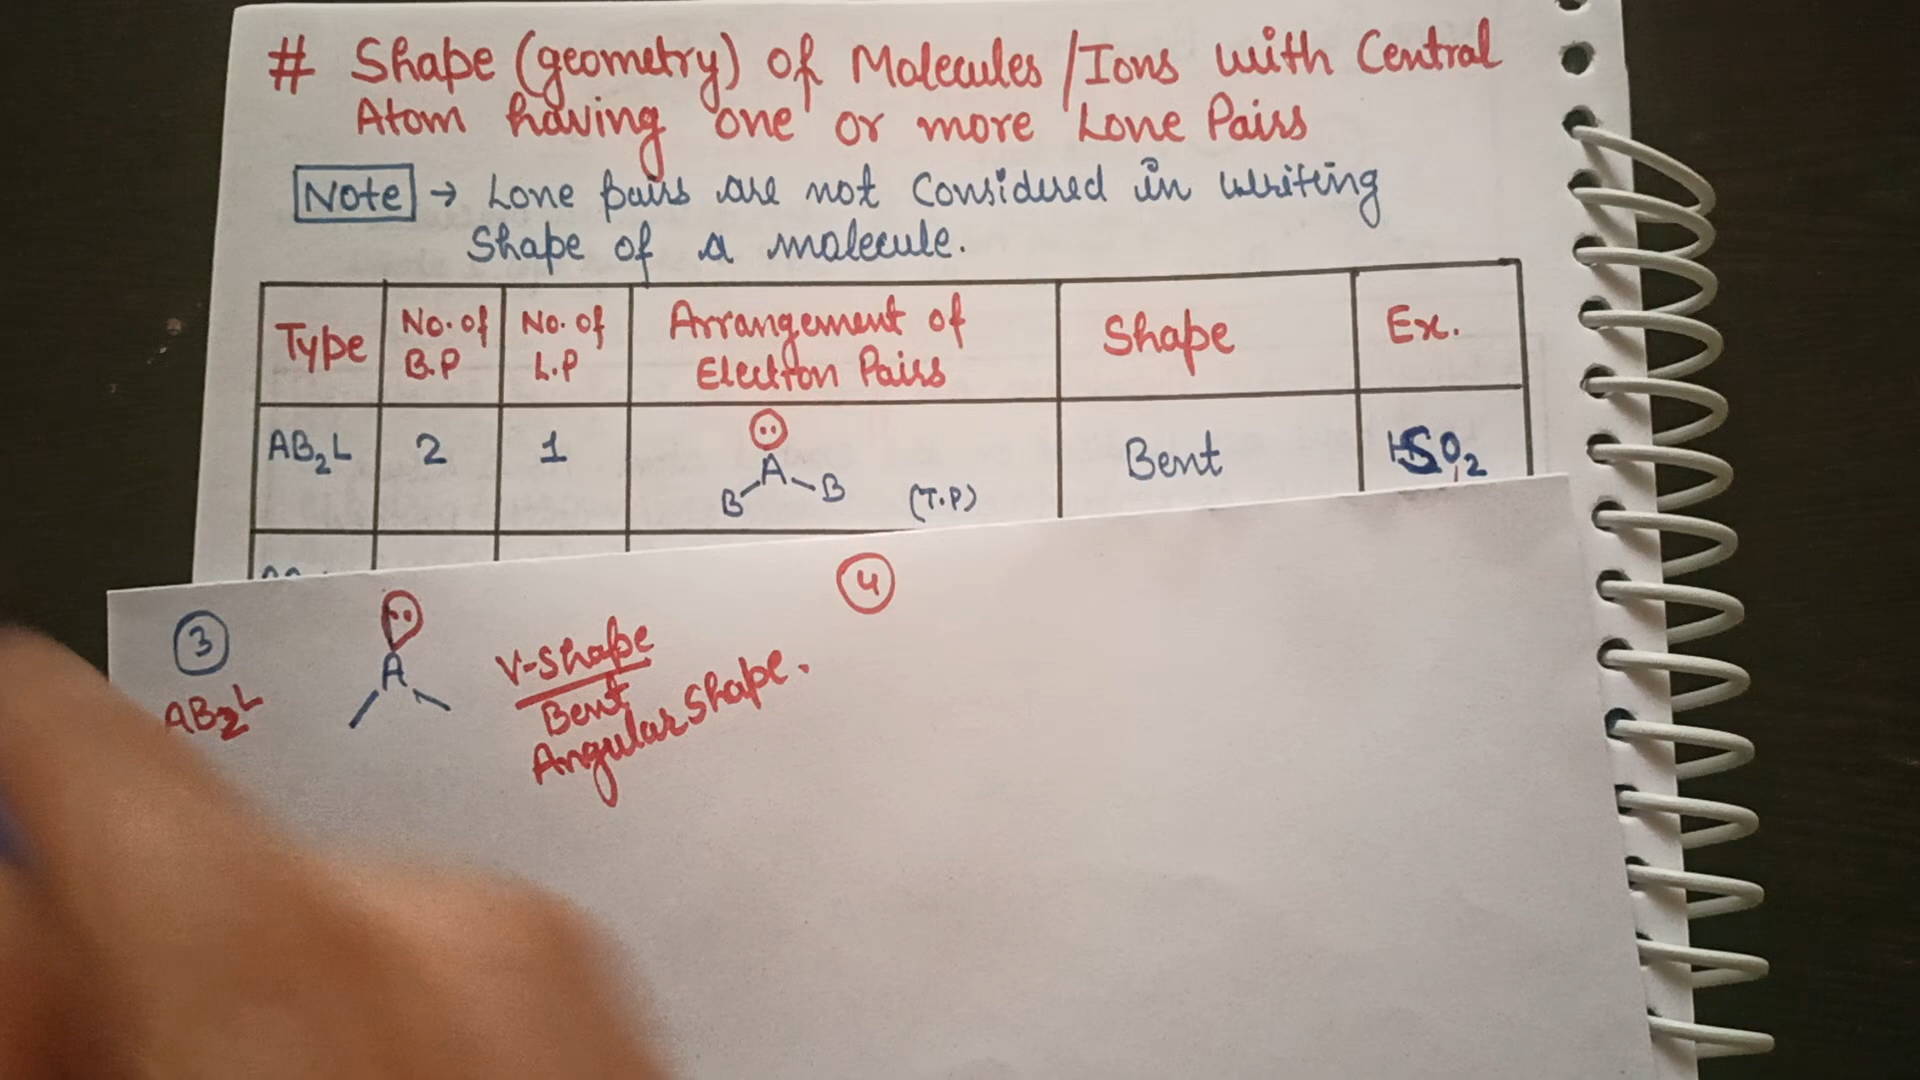 # Shape (geometry) of Molecules/Ions with Central
Atom having one or more Lone Pairs
Note → Lone pairs are not Considered in writing
Shape of a molecule.
Type No. of B.P No. of L.P Arrangement of Electron Pairs Shape Ex.
AB₂L 2 1 A B B (T.P) Bent SO₂
3 4
AB₂L A V-Shape
Bent
Angular Shape.